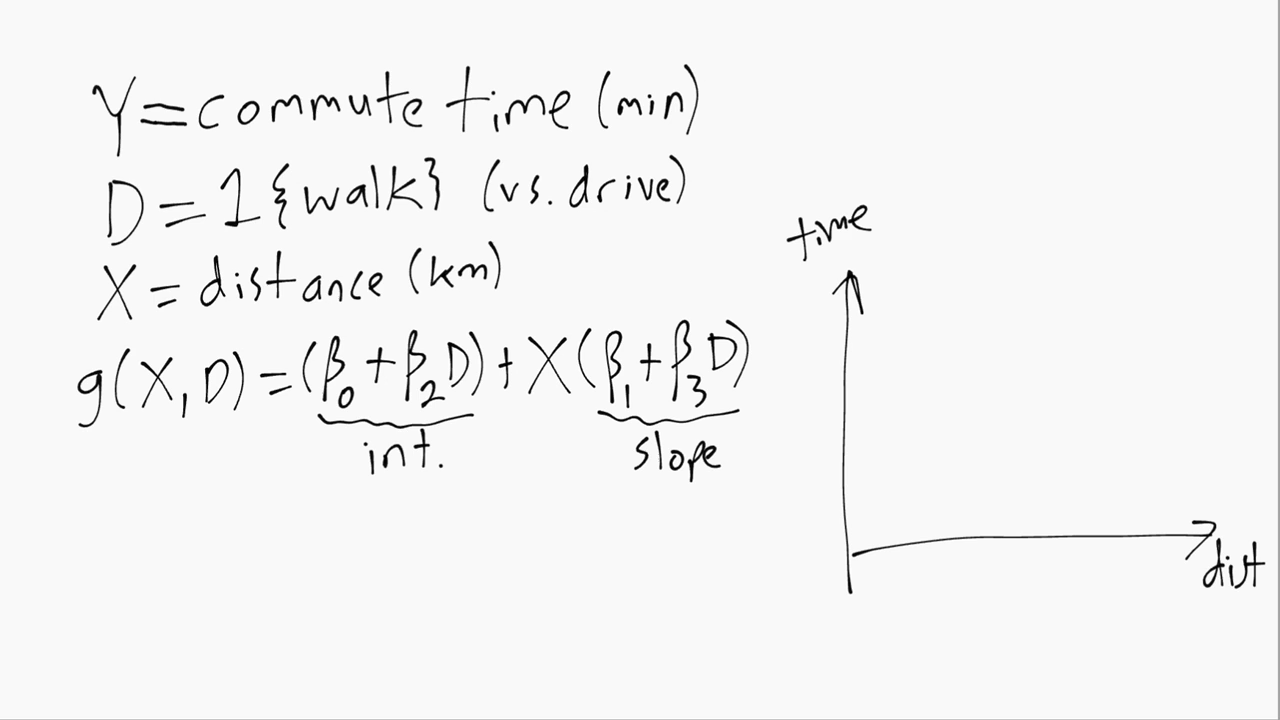 Y=commute time (min)
D=1{walk} (vs. drive)
X=distance (km)
g(X,D)=(β₀+β₂D)+X(β₁+β₃D)
int. slope
time
dist